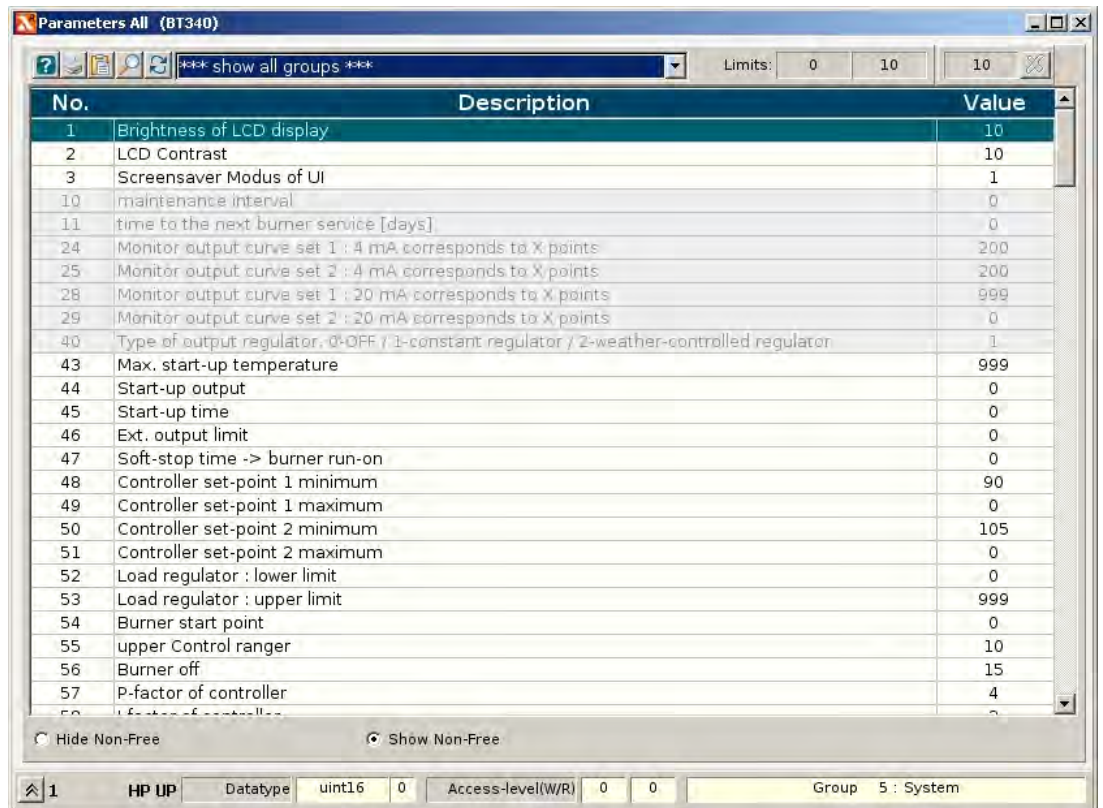 Parameters All (BT340)
*** show all groups *** Limits: 0 10 10
No. Description Value
1 Brightness of LCD display 10
2 LCD Contrast 10
3 Screensaver Modus of UI 1
10 maintenance interval 0
11 time to the next burner service [days] 0
24 Monitor output curve set 1 : 4 mA corresponds to X points 200
25 Monitor output curve set 2 : 4 mA corresponds to X points 200
28 Monitor output curve set 1 : 20 mA corresponds to X points 999
29 Monitor output curve set 2 : 20 mA corresponds to X points 0
40 Type of output regulator. 0-OFF / 1-constant regulator / 2-weather-controlled regulator 1
43 Max. start-up temperature 999
44 Start-up output 0
45 Start-up time 0
46 Ext. output limit 0
47 Soft-stop time -> burner run-on 0
48 Controller set-point 1 minimum 90
49 Controller set-point 1 maximum 0
50 Controller set-point 2 minimum 105
51 Controller set-point 2 maximum 0
52 Load regulator : lower limit 0
53 Load regulator : upper limit 999
54 Burner start point 0
55 upper Control ranger 10
56 Burner off 15
57 P-factor of controller 4
Hide Non-Free Show Non-Free
1 HP UP Datatype uint16 0 Access-level(W/R) 0 0 Group 5 : System